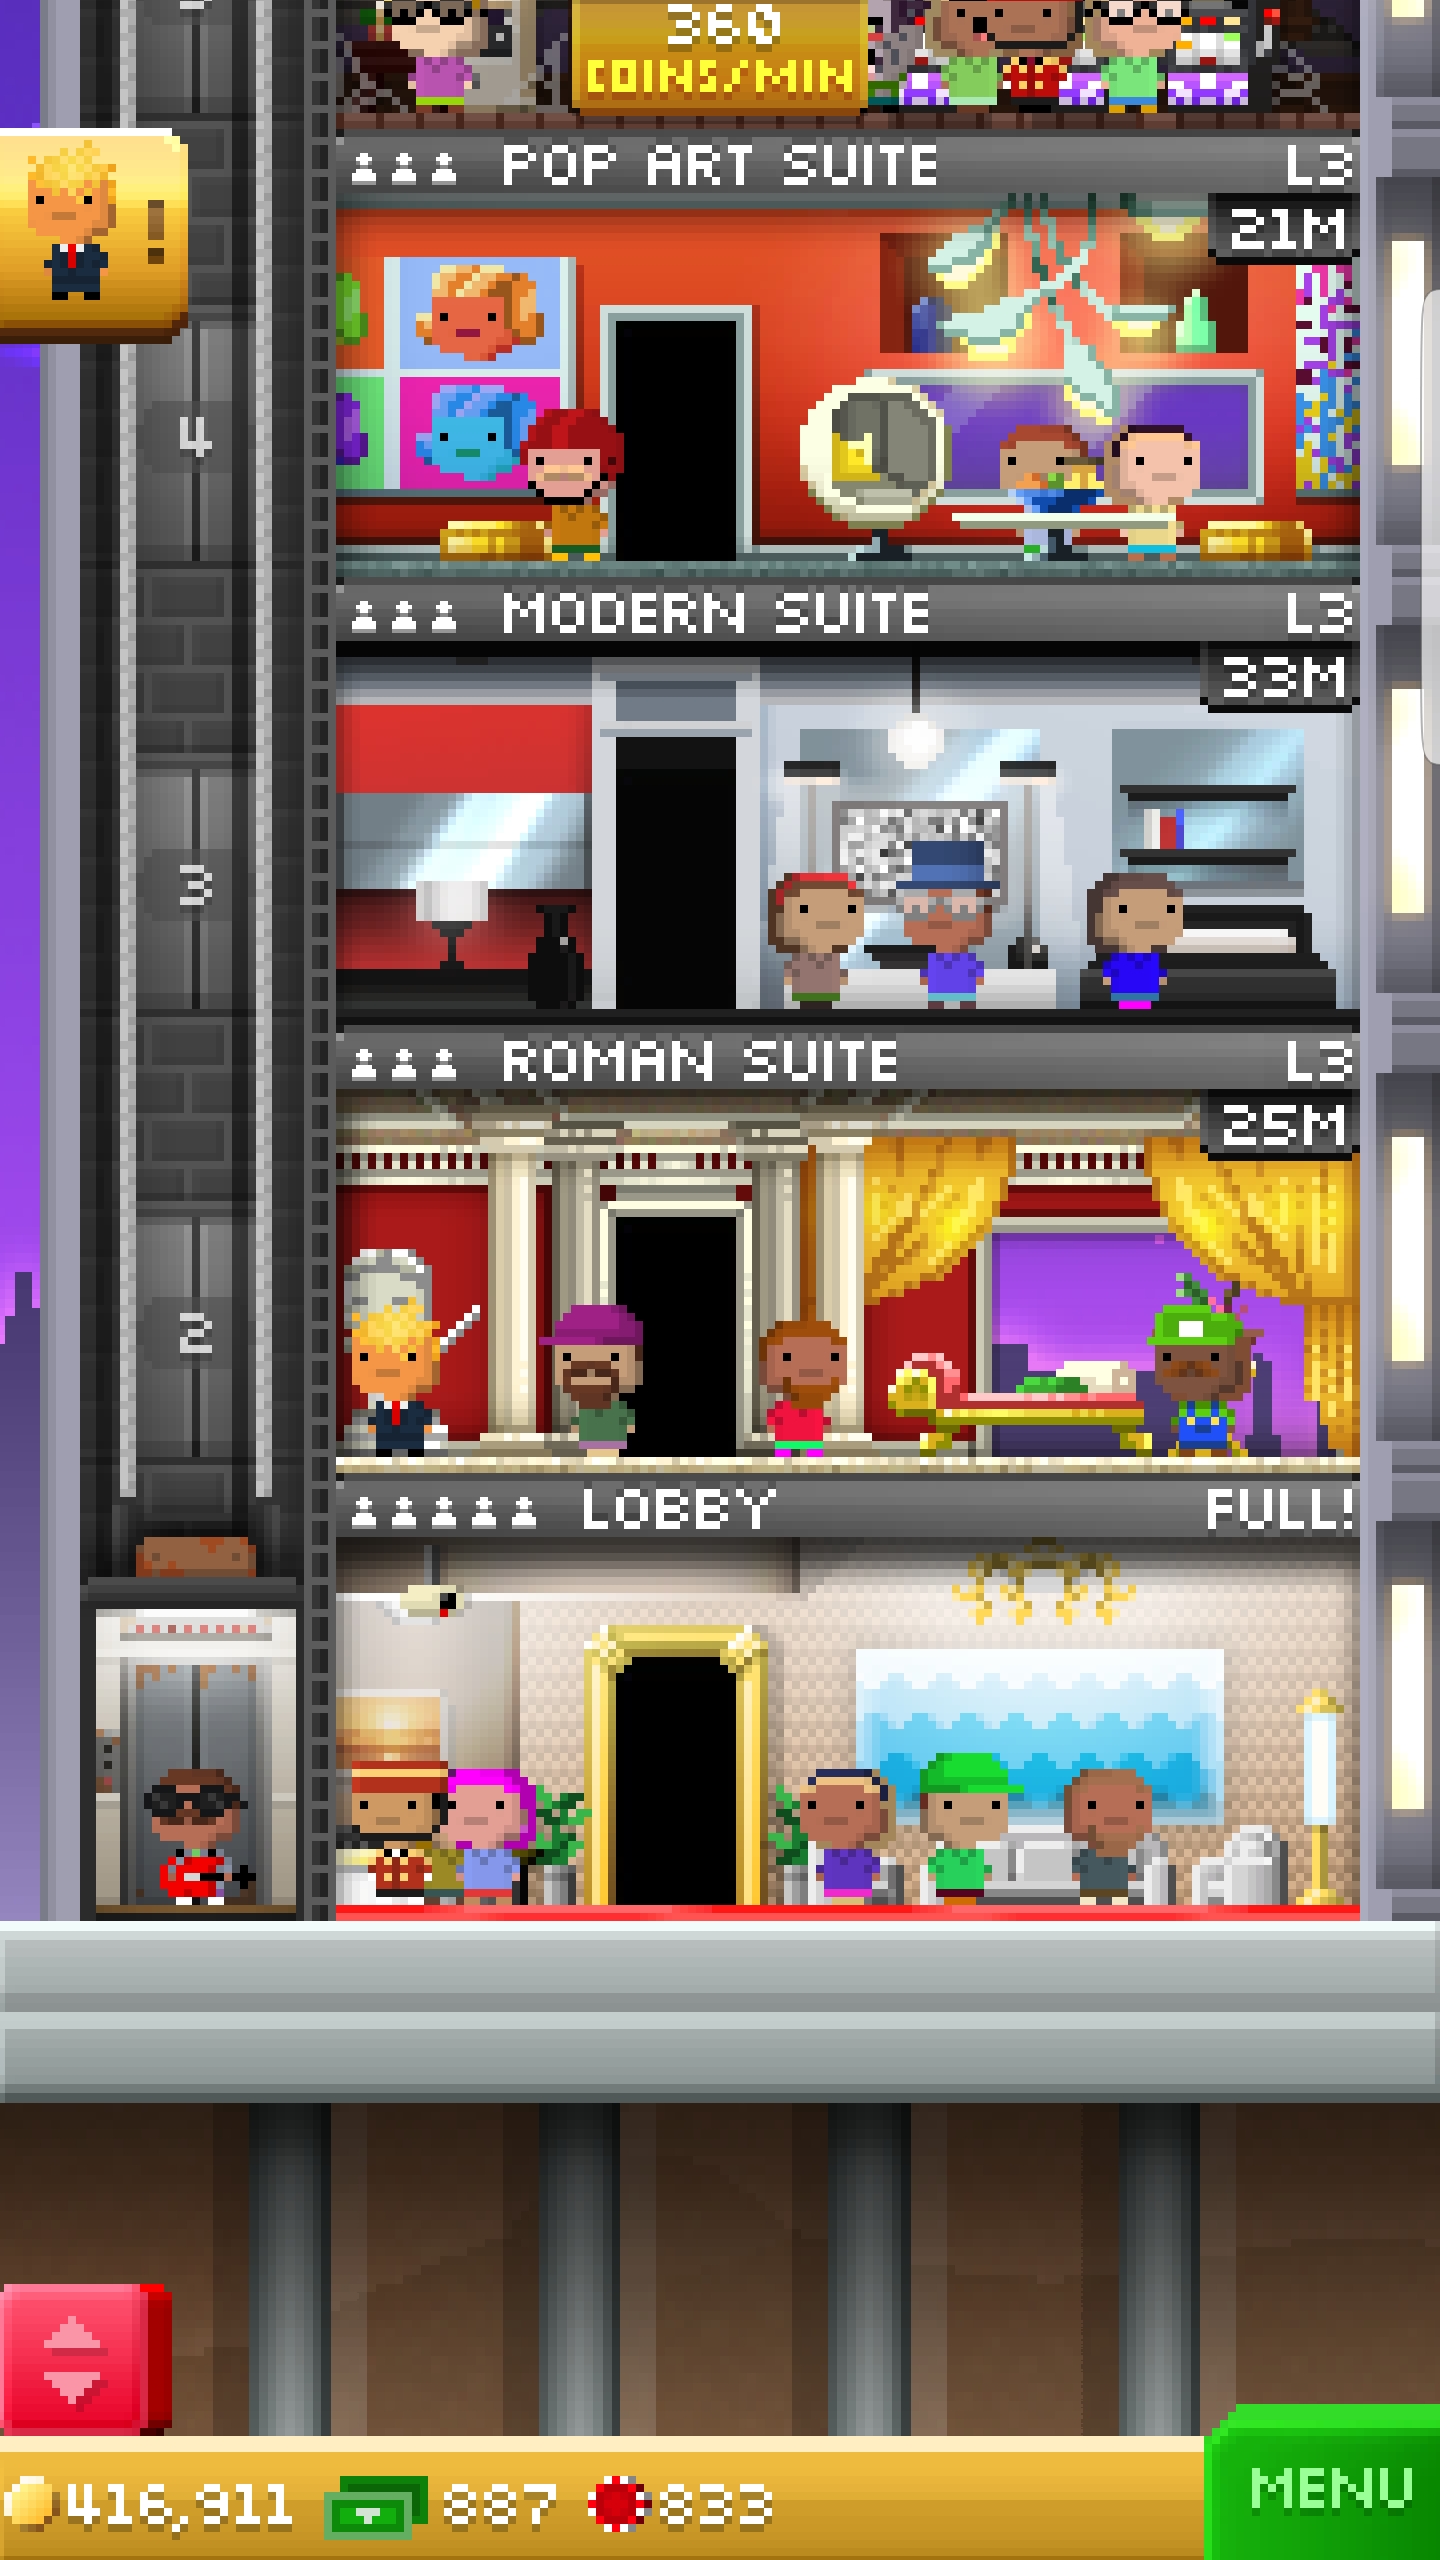 360
COINS/MIN
POP ART SUITE L3
21M
!
4
MODERN SUITE L3
33M
3
ROMAN SUITE L3
25M
2
LOBBY FULL!
416,911 887 833
MENU